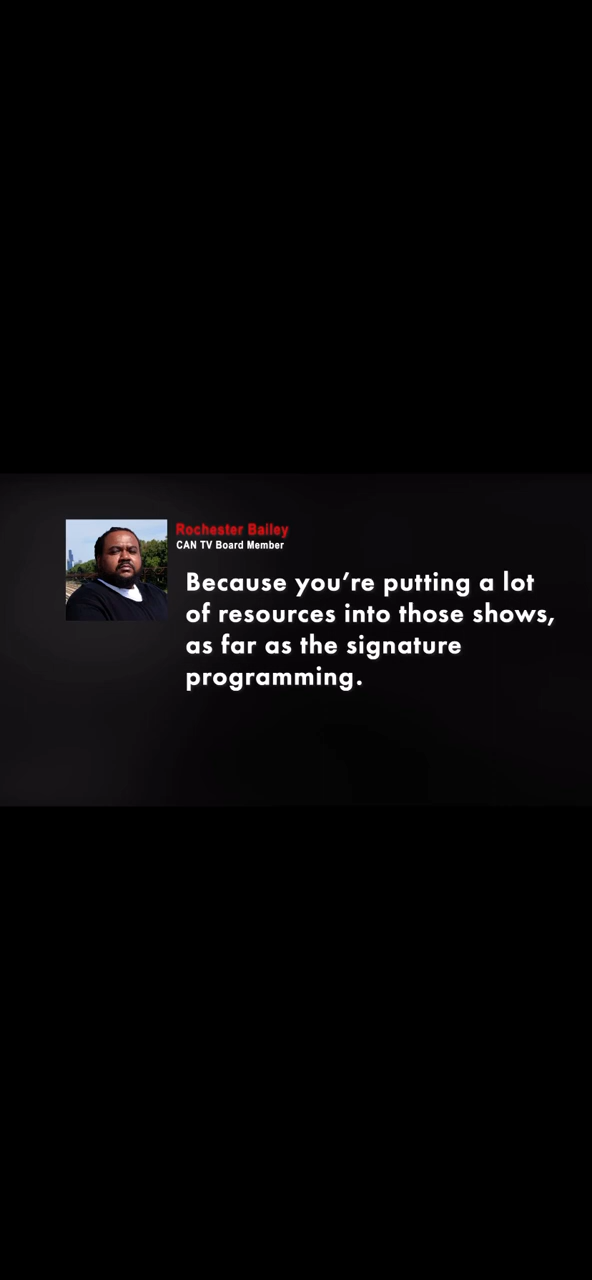 Rochester Bailey
CAN TV Board Member
Because you’re putting a lot
of resources into those shows,
as far as the signature
programming.